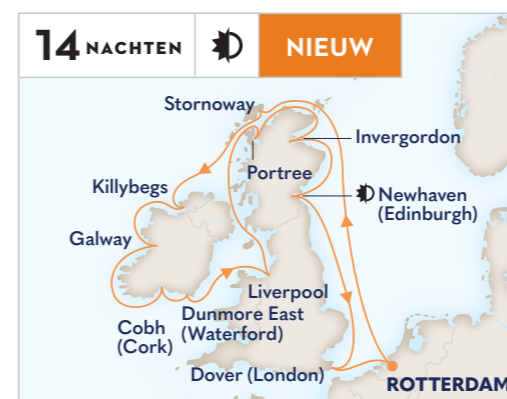 14 NACHTEN
NIEUW
Stornoway
Invergordon
Portree
Killybegs
Newhaven
(Edinburgh)
Galway
Liverpool
Dunmore East
(Waterford)
Cobh
(Cork)
Dover (London)
ROTTERDAM